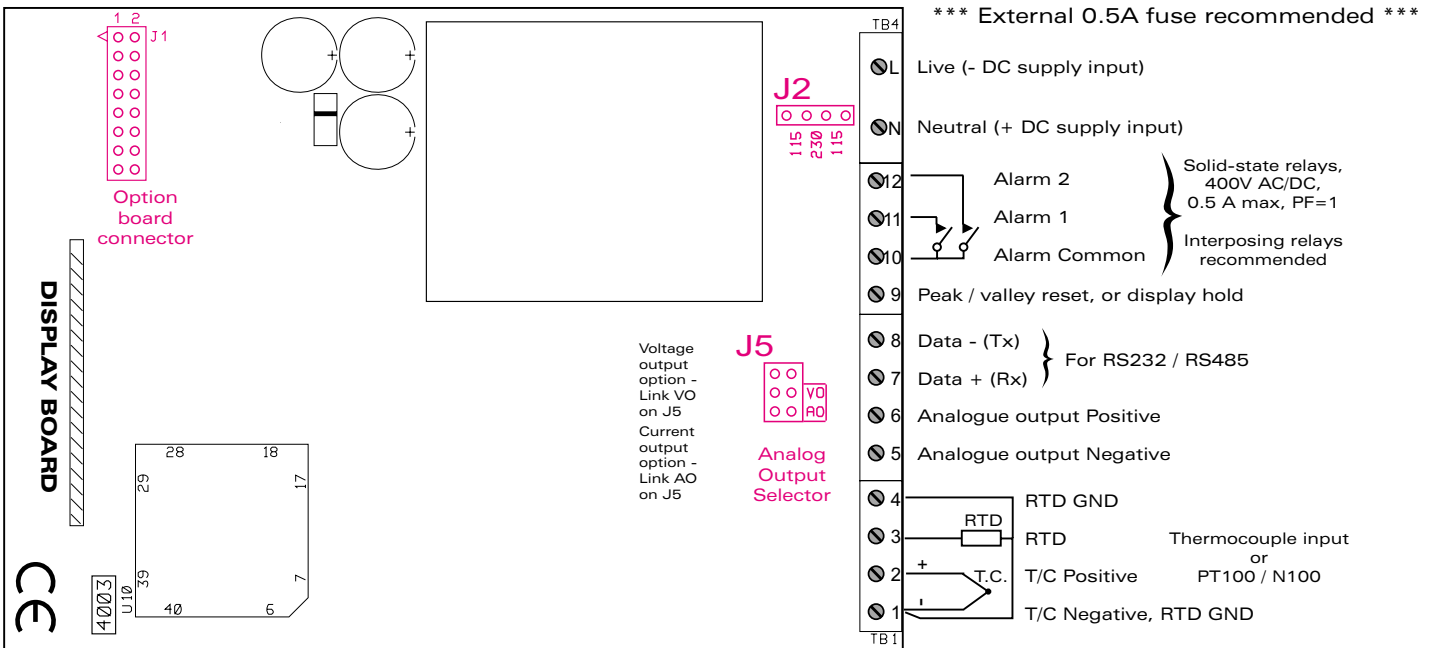 *** External 0.5A fuse recommended ***
1 2
J1
Option
board
connector
DISPLAY BOARD
CE
4003
U10
28
18
29
17
39
7
40
6
J2
115
230
115
Voltage
output
option -
Link VO
on J5
Current
output
option -
Link AO
on J5
J5
VO
AO
Analog
Output
Selector
TB4
L Live (- DC supply input)
N Neutral (+ DC supply input)
12 Alarm 2
11 Alarm 1
10 Alarm Common
Solid-state relays,
400V AC/DC,
0.5 A max, PF=1
Interposing relays
recommended
9 Peak / valley reset, or display hold
8 Data - (Tx)
7 Data + (Rx)
For RS232 / RS485
6 Analogue output Positive
5 Analogue output Negative
4 RTD GND
RTD
3 RTD
2 + T.C. T/C Positive
1 - T/C Negative, RTD GND
Thermocouple input
or
PT100 / N100
TB1